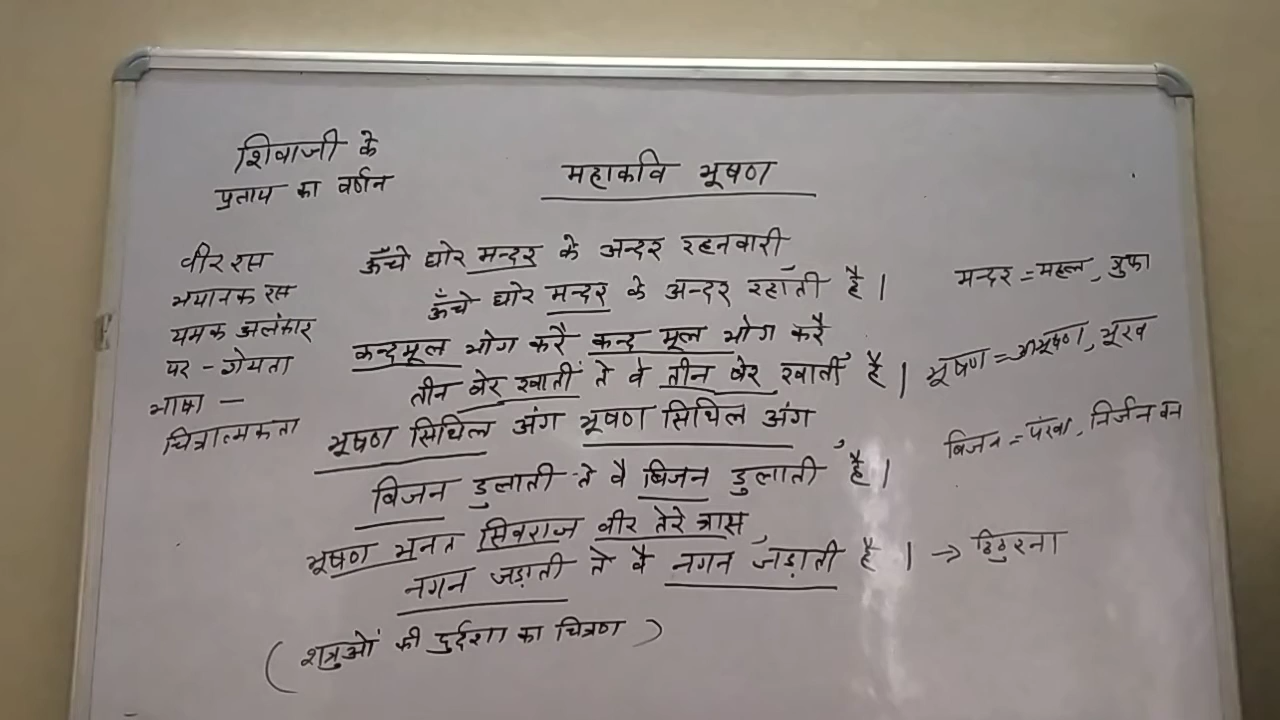 शिवाजी के
प्रताप का वर्णन
महाकवि भूषण
वीर रस
भयानक रस
यमक अलंकार
पर - गेयता
भाषा -
चित्रात्मकता
ऊँचे घोर मन्दर के अन्दर रहनवारी
ऊँचे घोर मन्दर के अन्दर रहाती है।
कन्दमूल भोग करै कन्द मूल भोग करै
तीन बेर खातीं ते वे तीन बेर खातीं है।
भूषण सिथिल अंग भूषण सिथिल अंग
बिजन डुलाती ते वै बिजन डुलाती है।
भूषण भनत सिवराज वीर तेरे त्रास,
नगन जड़ाती ते वै नगन जड़ाती है। → ठिठुरना
(शत्रुओं की दुर्दशा का चित्रण)
मन्दर = महल, गुफा
भूषण = आभूषण, भूख
बिजन = पंखा, निर्जन वन